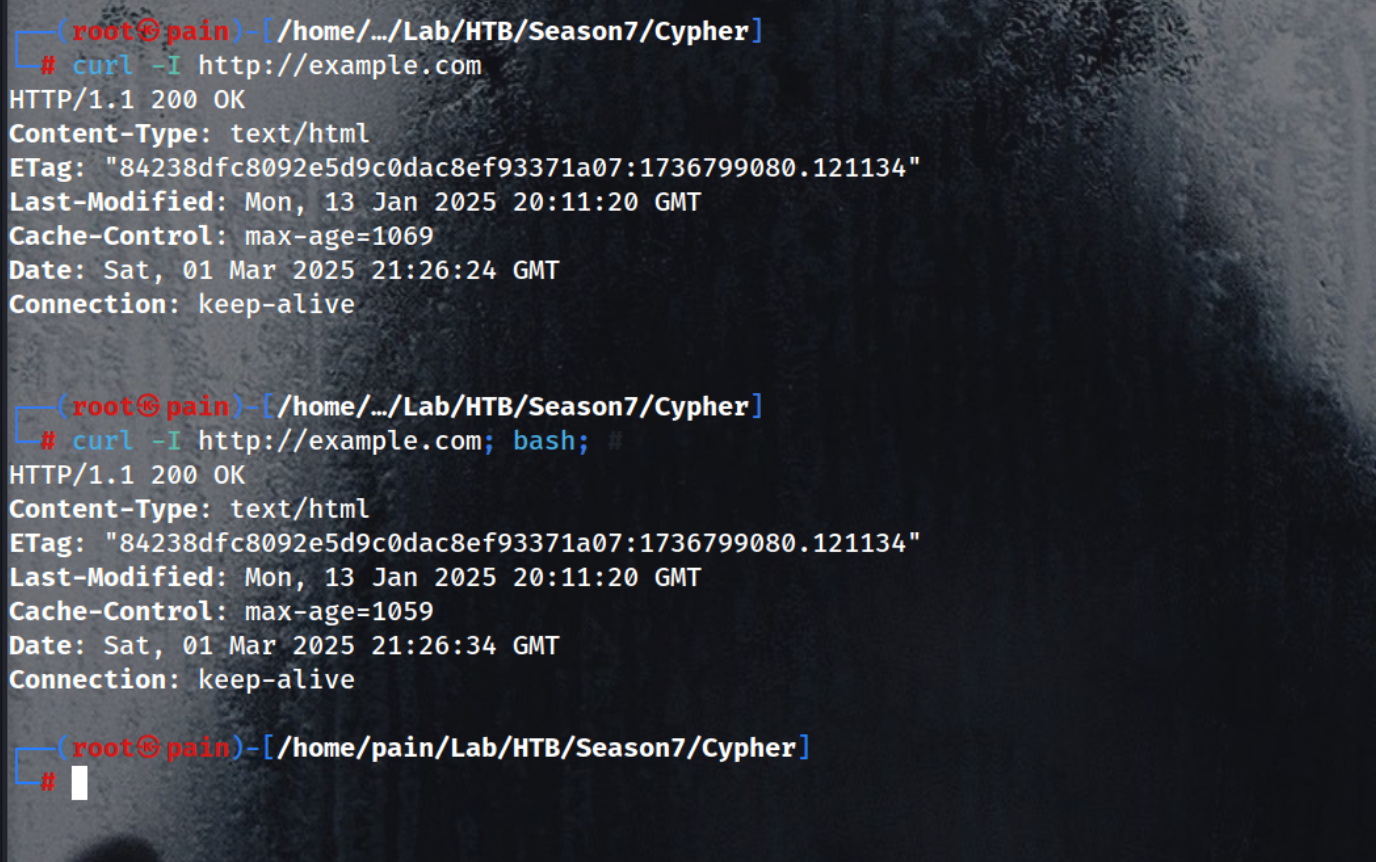 ┌──(root㉿pain)-[/home/…/Lab/HTB/Season7/Cypher]
└─# curl -I http://example.com
HTTP/1.1 200 OK
Content-Type: text/html
ETag: "84238dfc8092e5d9c0dac8ef93371a07:1736799080.121134"
Last-Modified: Mon, 13 Jan 2025 20:11:20 GMT
Cache-Control: max-age=1069
Date: Sat, 01 Mar 2025 21:26:24 GMT
Connection: keep-alive
┌──(root㉿pain)-[/home/…/Lab/HTB/Season7/Cypher]
└─# curl -I http://example.com; bash; #
HTTP/1.1 200 OK
Content-Type: text/html
ETag: "84238dfc8092e5d9c0dac8ef93371a07:1736799080.121134"
Last-Modified: Mon, 13 Jan 2025 20:11:20 GMT
Cache-Control: max-age=1059
Date: Sat, 01 Mar 2025 21:26:34 GMT
Connection: keep-alive
┌──(root㉿pain)-[/home/pain/Lab/HTB/Season7/Cypher]
└─#